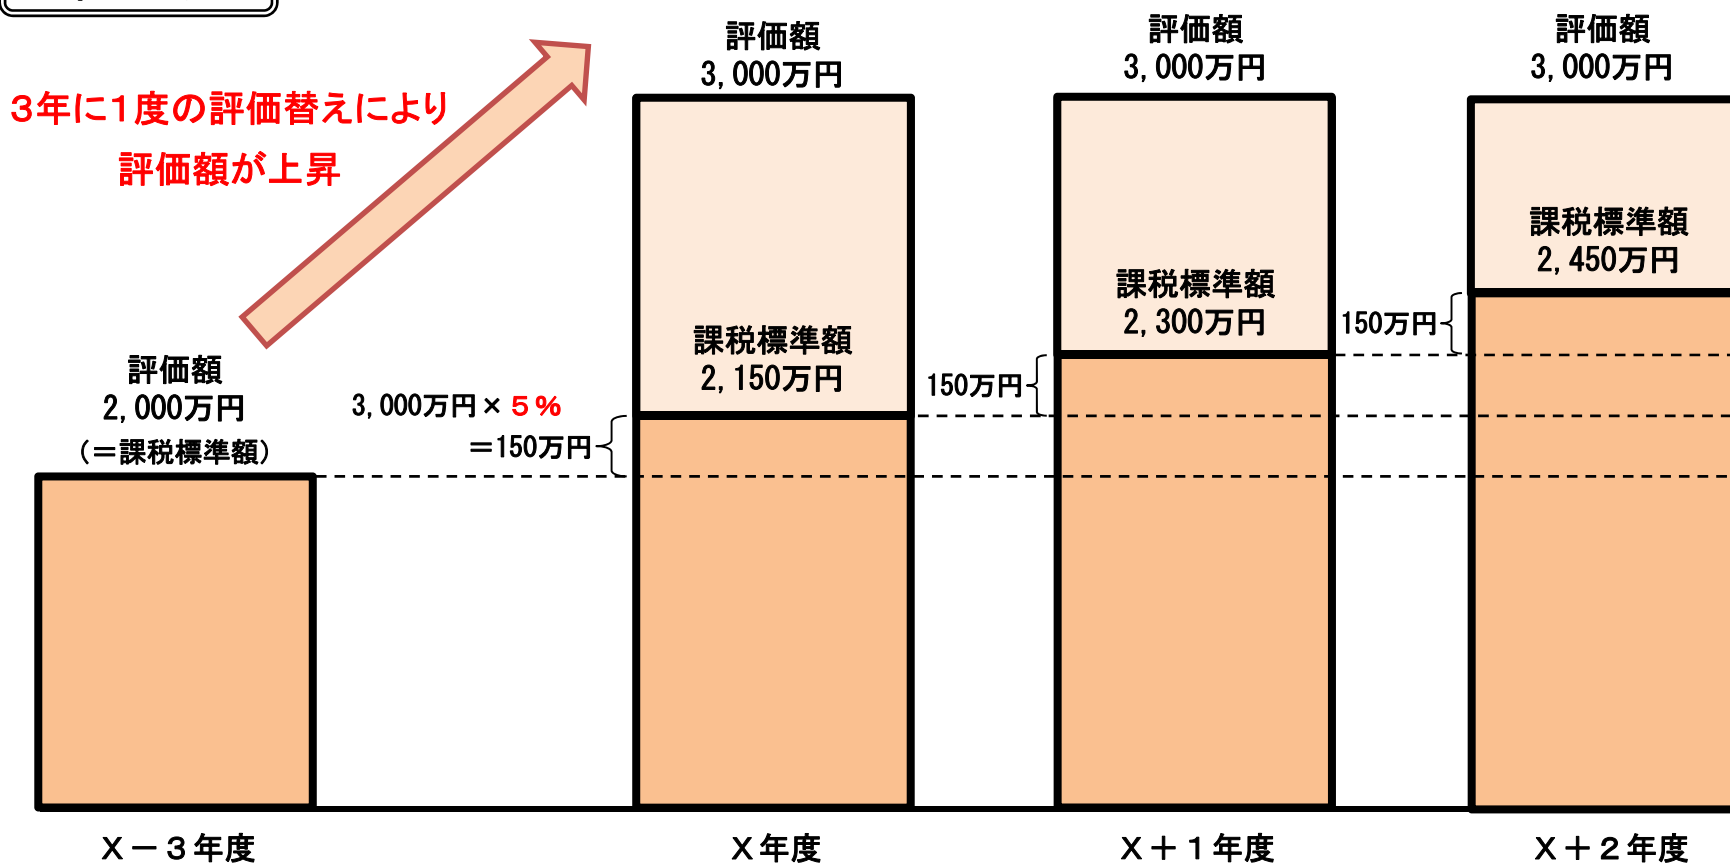 3年に1度の評価替えにより
評価額が上昇
評価額
2,000万円
(=課税標準額)
3,000万円×5%
=150万円
評価額
3,000万円
課税標準額
2,150万円
150万円
評価額
3,000万円
課税標準額
2,300万円
150万円
評価額
3,000万円
課税標準額
2,450万円
X-3年度
X年度
X+1年度
X+2年度